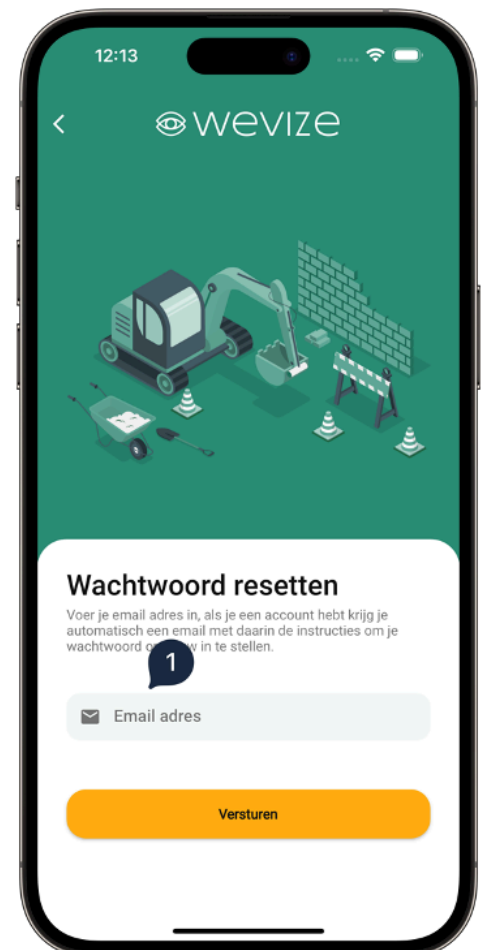 12:13
wevize
Wachtwoord resetten
Voer je email adres in, als je een account hebt krijg je
automatisch een email met daarin de instructies om je
wachtwoord in te stellen.
1
Email adres
Versturen